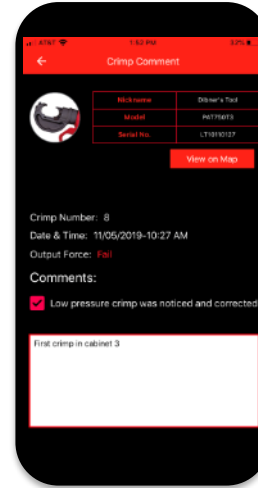 AT&T 1:52 PM 32%
Crimp Comment
Nickname Dibner's Tool
Model PAT750T3
Serial No. LT10110127
View on Map
Crimp Number: 8
Date & Time: 11/05/2019-10:27 AM
Output Force: Fail
Comments:
Low pressure crimp was noticed and corrected
First crimp in cabinet 3